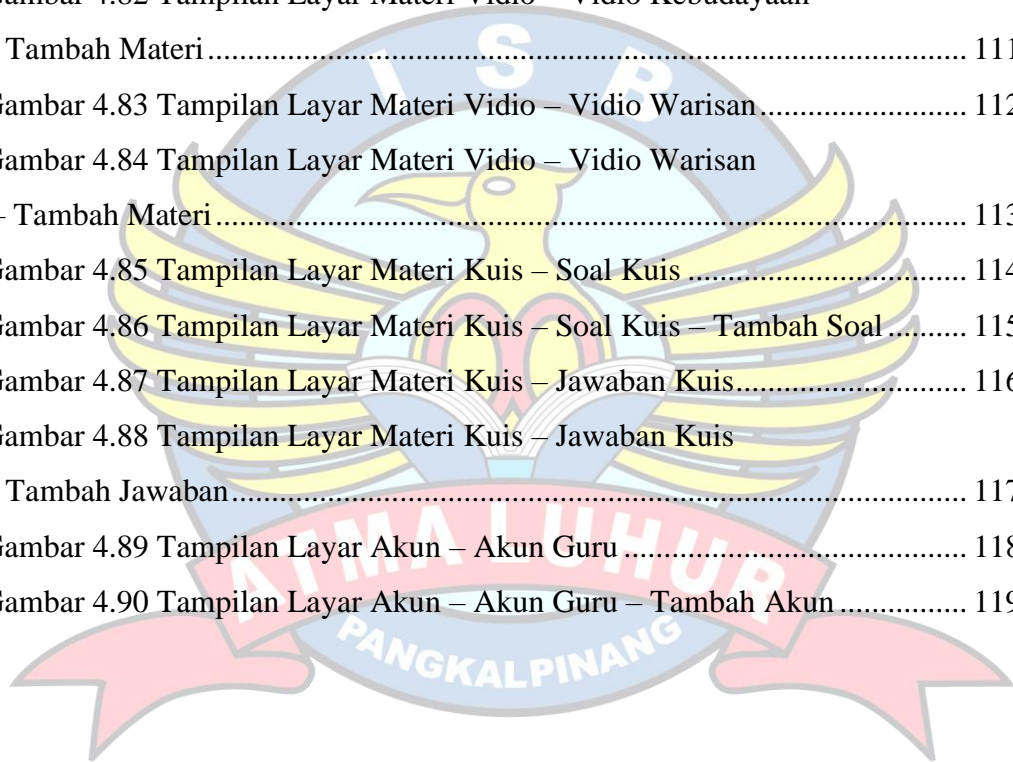 Gambar 4.82 Tampilan Layar Materi Vidio – Vidio Kebudayaan
Tambah Materi.......... 111
Gambar 4.83 Tampilan Layar Materi Vidio – Vidio Warisan.......... 112
Gambar 4.84 Tampilan Layar Materi Vidio – Vidio Warisan
– Tambah Materi.......... 113
Gambar 4.85 Tampilan Layar Materi Kuis – Soal Kuis.......... 114
Gambar 4.86 Tampilan Layar Materi Kuis – Soal Kuis – Tambah Soal.......... 115
Gambar 4.87 Tampilan Layar Materi Kuis – Jawaban Kuis.......... 116
Gambar 4.88 Tampilan Layar Materi Kuis – Jawaban Kuis
Tambah Jawaban.......... 117
Gambar 4.89 Tampilan Layar Akun – Akun Guru.......... 118
Gambar 4.90 Tampilan Layar Akun – Akun Guru – Tambah Akun.......... 119
ISB
ATMA LUHUR
PANGKALPINANG